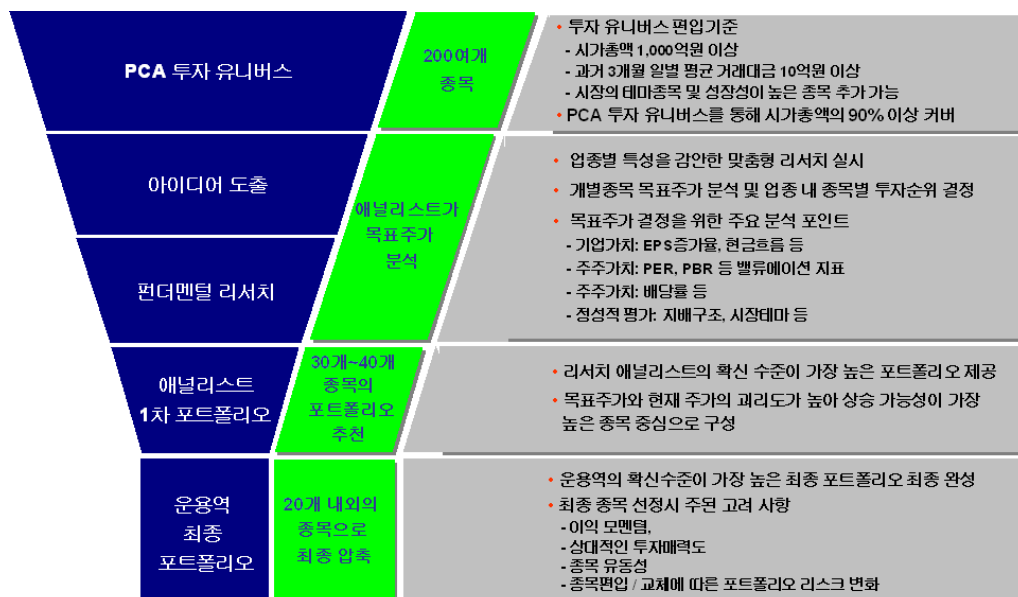 PCA 투자 유니버스
200여개
종목
• 투자 유니버스 편입기준
- 시가총액 1,000억원 이상
- 과거 3개월 일별 평균 거래대금 10억원 이상
- 시장의 테마종목 및 성장성이 높은 종목 추가 가능
• PCA 투자 유니버스를 통해 시가총액의 90% 이상 커버
아이디어 도출
펀더멘털 리서치
애널리스트가
목표주가
분석
• 업종별 특성을 감안한 맞춤형 리서치 실시
• 개별종목 목표주가 분석 및 업종 내 종목별 투자순위 결정
• 목표주가 결정을 위한 주요 분석 포인트
- 기업가치: EPS증가율, 현금흐름 등
- 주주가치: PER, PBR 등 밸류에이션 지표
- 주주가치: 배당률 등
- 정성적 평가: 지배구조, 시장테마 등
애널리스트
1차 포트폴리오
30개~40개
종목의
포트폴리오
추천
• 리서치 애널리스트의 확신 수준이 가장 높은 포트폴리오 제공
• 목표주가와 현재 주가의 괴리도가 높아 상승 가능성이 가장
높은 종목 중심으로 구성
운용역
최종
포트폴리오
20개 내외의
종목으로
최종 압축
• 운용역의 확신수준이 가장 높은 최종 포트폴리오 최종 완성
• 최종 종목 선정시 주된 고려 사항
- 이익 모멘텀,
- 상대적인 투자매력도
- 종목 유동성
- 종목편입 / 교체에 따른 포트폴리오 리스크 변화